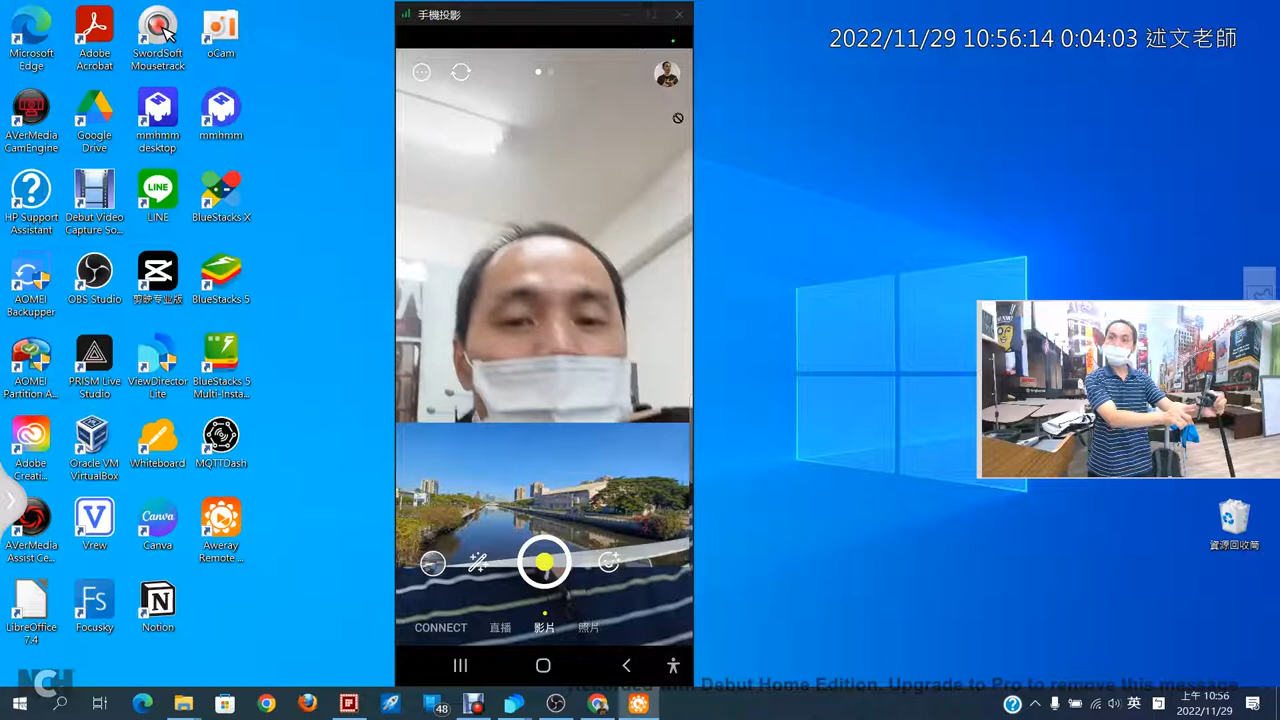 手機投影
2022/11/29 10:56:14 0:04:03 述文老師
Microsoft Edge
Adobe Acrobat
SwordSoft Mousetrack
oCam
AVerMedia CamEngine
Google Drive
mmhmm desktop
mmhmm
HP Support Assistant
Debut Video Capture So...
LINE
BlueStacks X
AOMEI Backupper
OBS Studio
剪映专业版
BlueStacks 5
AOMEI Partition A...
PRISM Live Studio
ViewDirector Lite
BlueStacks 5 Multi-Insta...
Adobe Creati...
Oracle VM VirtualBox
Whiteboard
MQTTDash
AVerMedia Assist Ce...
Vrew
Canva
Aweray Remote ...
LibreOffice 7.4
Focusky
Notion
資源回收筒
CONNECT 直播 影片 照片
NCH
Recorded with Debut Home Edition. Upgrade to Pro to remove this message
48
英
上午 10:56
2022/11/29